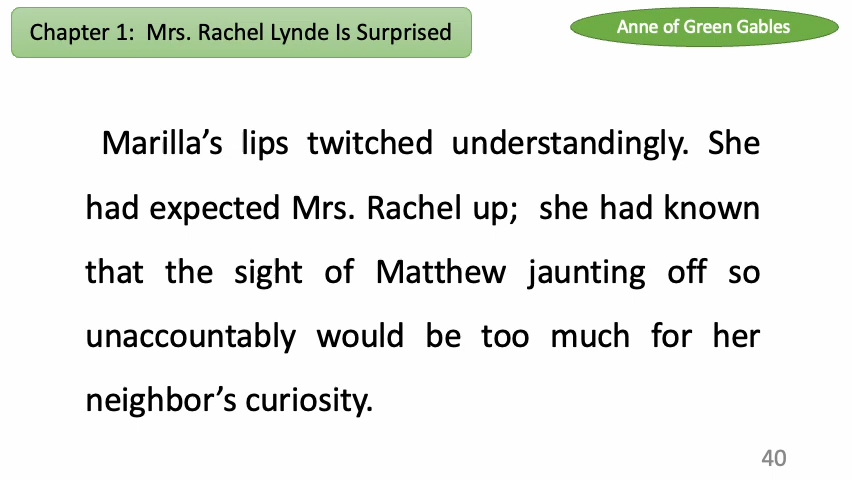 Chapter 1:  Mrs. Rachel Lynde Is Surprised
Anne of Green Gables
Marilla’s lips twitched understandingly. She
had expected Mrs. Rachel up;  she had known
that the sight of Matthew jaunting off so
unaccountably would be too much for her
neighbor’s curiosity.
40